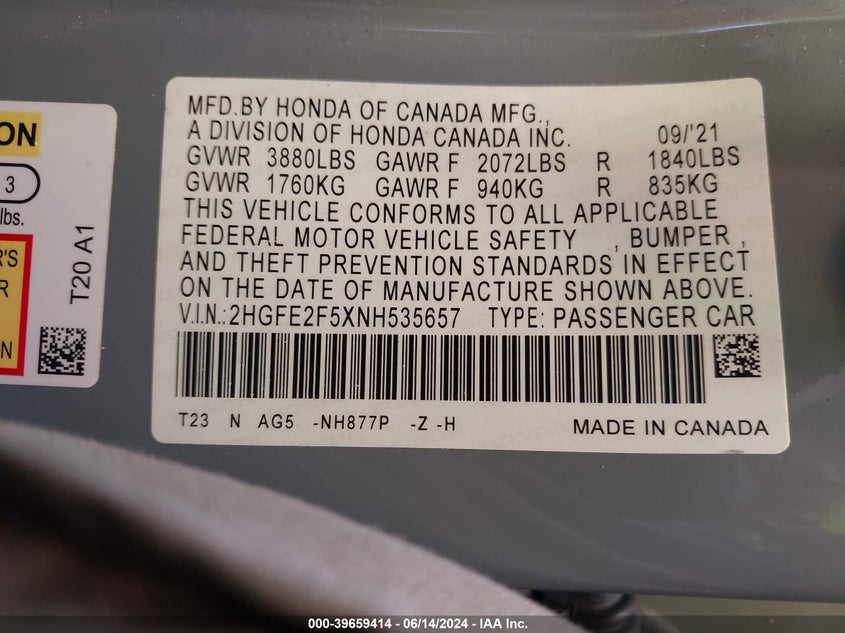 ON
3
lbs.
R'S
R
N
T20 A1
MFD.BY HONDA OF CANADA MFG.,
A DIVISION OF HONDA CANADA INC. 09/'21
GVWR 3880LBS GAWR F 2072LBS R 1840LBS
GVWR 1760KG GAWR F 940KG R 835KG
THIS VEHICLE CONFORMS TO ALL APPLICABLE
FEDERAL MOTOR VEHICLE SAFETY , BUMPER ,
AND THEFT PREVENTION STANDARDS IN EFFECT
ON THE DATE OF MANUFACTURE SHOWN ABOVE.
V.I.N.:2HGFE2F5XNH535657 TYPE: PASSENGER CAR
T23 N AG5 -NH877P -Z -H MADE IN CANADA
000-39659414 - 06/14/2024 - IAA Inc.